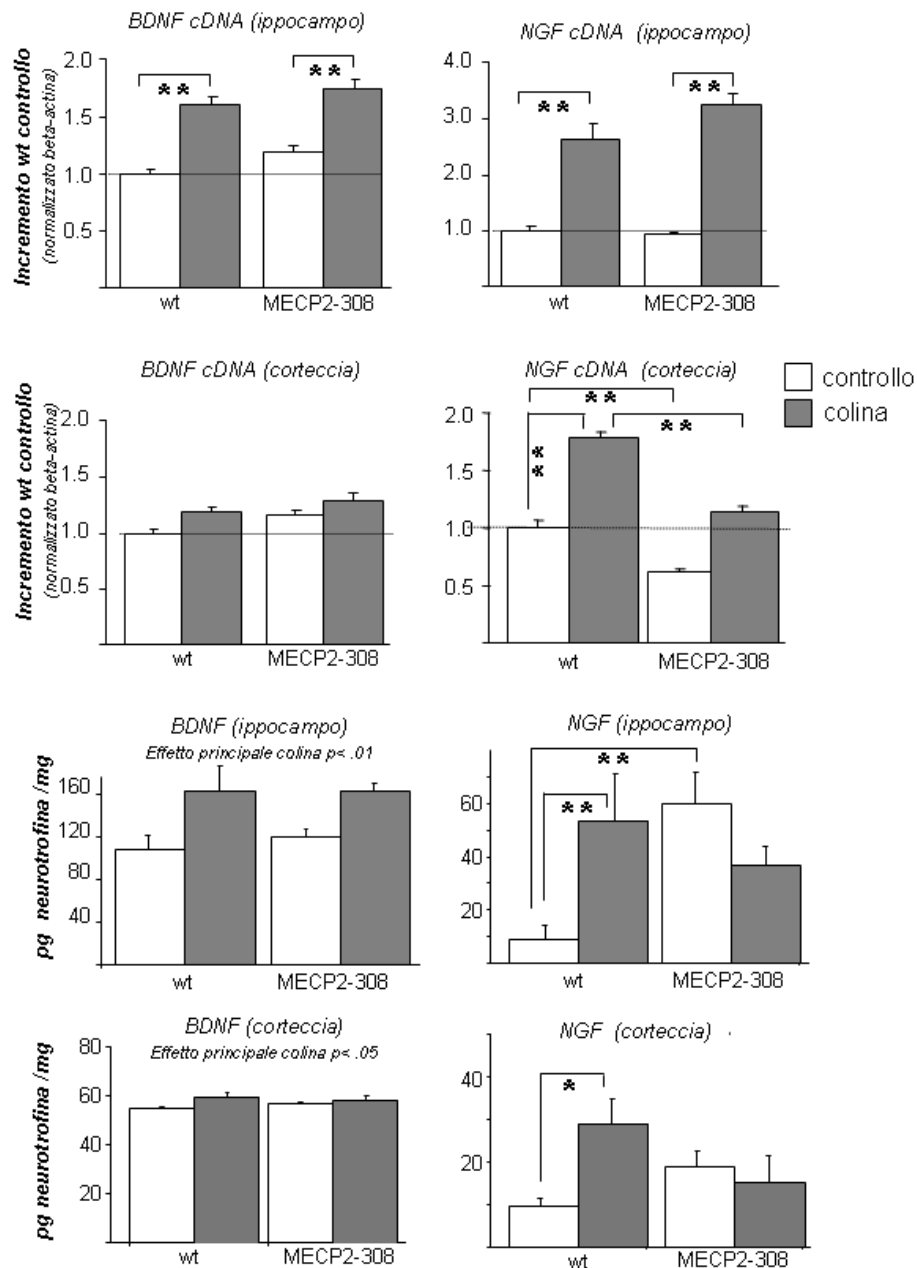 BDNF cDNA (ippocampo)
Incremento wt controllo
(normalizzato beta-actina)
2.0
1.5
1.0
0.5
**
**
wt
MECP2-308
NGF cDNA (ippocampo)
4.0
3.0
2.0
1.0
**
**
wt
MECP2-308
BDNF cDNA (corteccia)
Incremento wt controllo
(normalizzato beta-actina)
2.0
1.5
1.0
0.5
wt
MECP2-308
NGF cDNA (corteccia)
2.0
1.5
1.0
0.5
**
**
**
wt
MECP2-308
controllo
colina
BDNF (ippocampo)
Effetto principale colina p< .01
pg neurotrofina /mg
160
120
80
40
wt
MECP2-308
NGF (ippocampo)
60
40
20
**
**
wt
MECP2-308
BDNF (corteccia)
Effetto principale colina p< .05
pg neurotrofina /mg
80
60
40
20
wt
MECP2-308
NGF (corteccia)
40
20
*
wt
MECP2-308